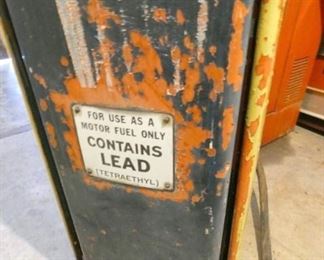 FOR USE AS A
MOTOR FUEL ONLY
CONTAINS
LEAD
(TETRAETHYL)